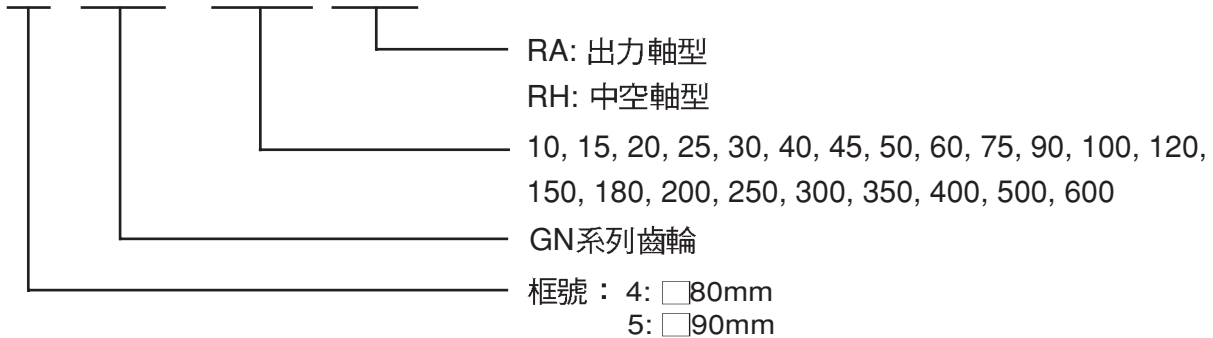 RA: 出力軸型
RH: 中空軸型
10, 15, 20, 25, 30, 40, 45, 50, 60, 75, 90, 100, 120,
150, 180, 200, 250, 300, 350, 400, 500, 600
GN系列齒輪
框號：4: □80mm
5: □90mm